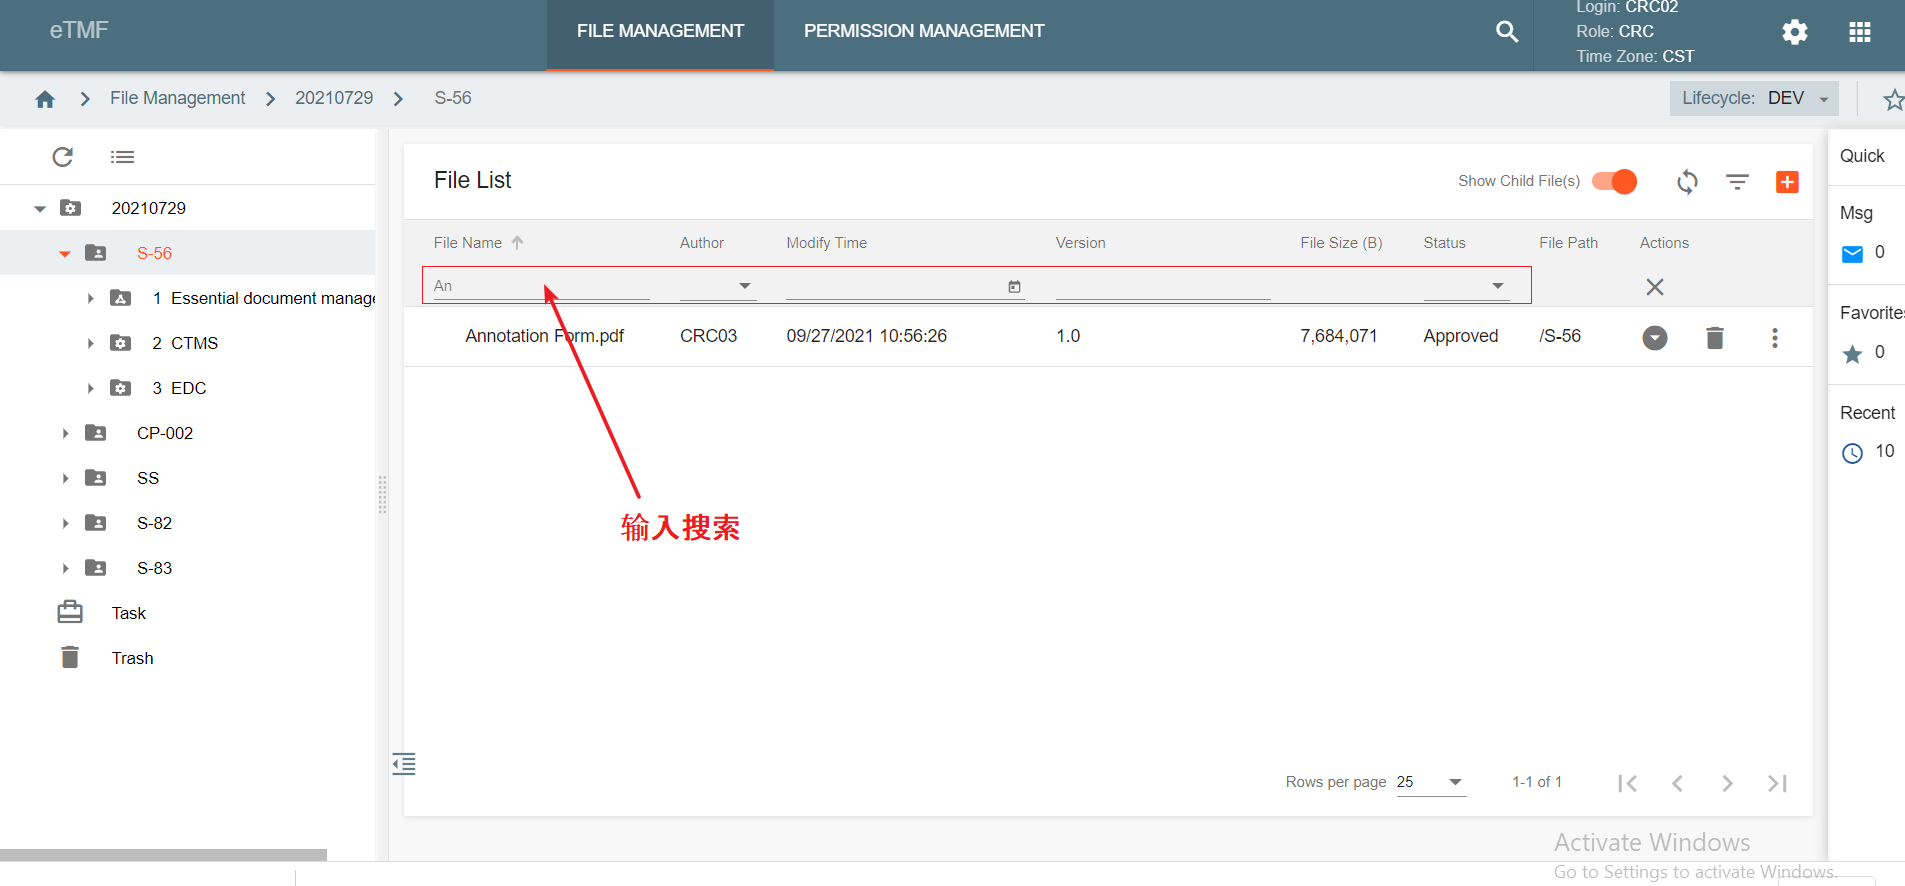 eTMF
FILE MANAGEMENT
PERMISSION MANAGEMENT
Login: CRC02
Role: CRC
Time Zone: CST
File Management
20210729
S-56
Lifecycle: DEV
File List
Show Child File(s)
Quick
20210729
S-56
1 Essential document manage
2 CTMS
3 EDC
CP-002
SS
S-82
S-83
Task
Trash
File Name
Author
Modify Time
Version
File Size (B)
Status
File Path
Actions
An
Annotation Form.pdf
CRC03
09/27/2021 10:56:26
1.0
7,684,071
Approved
/S-56
输入搜索
Msg
0
Favorites
0
Recent
10
Rows per page 25
1-1 of 1
Activate Windows
Go to Settings to activate Windows.